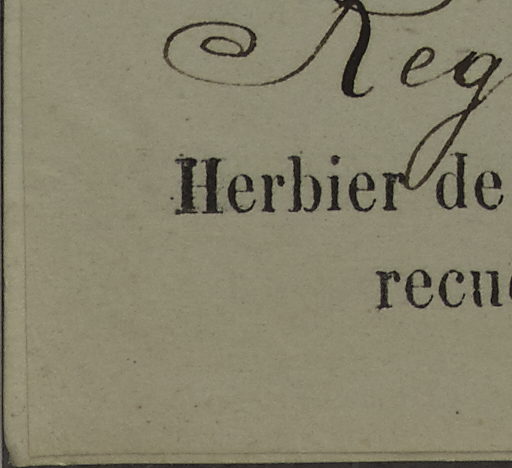 Reg
Herbier de
recu